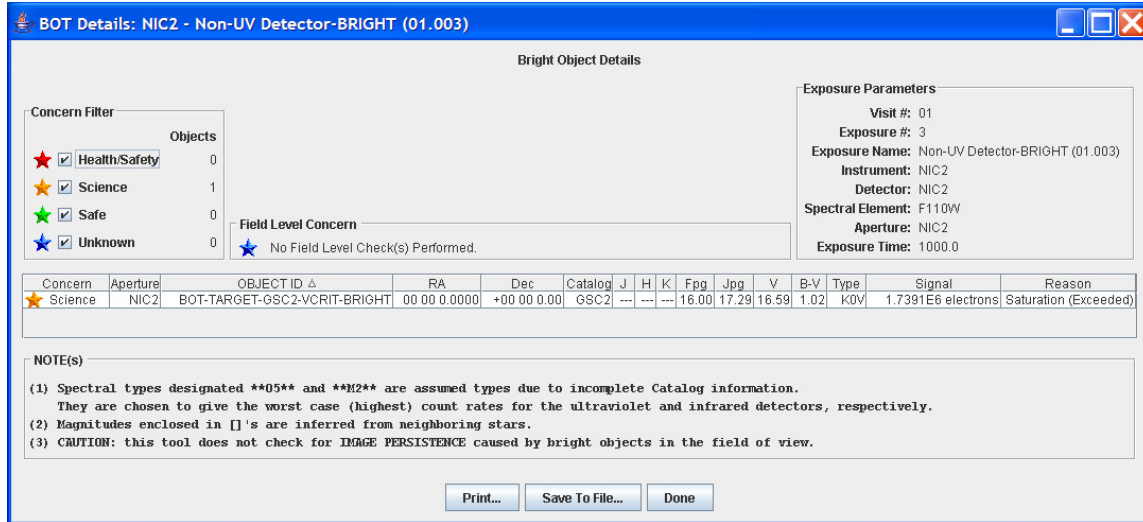 BOT Details: NIC2 - Non-UV Detector-BRIGHT (01.003)
Bright Object Details
Concern Filter
Objects
Health/Safety 0
Science 1
Safe 0
Unknown 0
Field Level Concern
No Field Level Check(s) Performed.
Exposure Parameters
Visit #: 01
Exposure #: 3
Exposure Name: Non-UV Detector-BRIGHT (01.003)
Instrument: NIC2
Detector: NIC2
Spectral Element: F110W
Aperture: NIC2
Exposure Time: 1000.0
Concern Aperture OBJECT ID △ RA Dec Catalog J H K Fpg Jpg V B-V Type Signal Reason
Science NIC2 BOT-TARGET-GSC2-VCRIT-BRIGHT 00 00 0.0000 +00 00 0.00 GSC2 --- --- --- 16.00 17.29 16.59 1.02 K0V 1.7391E6 electrons Saturation (Exceeded)
NOTE(s)
(1) Spectral types designated **O5** and **M2** are assumed types due to incomplete Catalog information.
They are chosen to give the worst case (highest) count rates for the ultraviolet and infrared detectors, respectively.
(2) Magnitudes enclosed in []'s are inferred from neighboring stars.
(3) CAUTION: this tool does not check for IMAGE PERSISTENCE caused by bright objects in the field of view.
Print... Save To File... Done